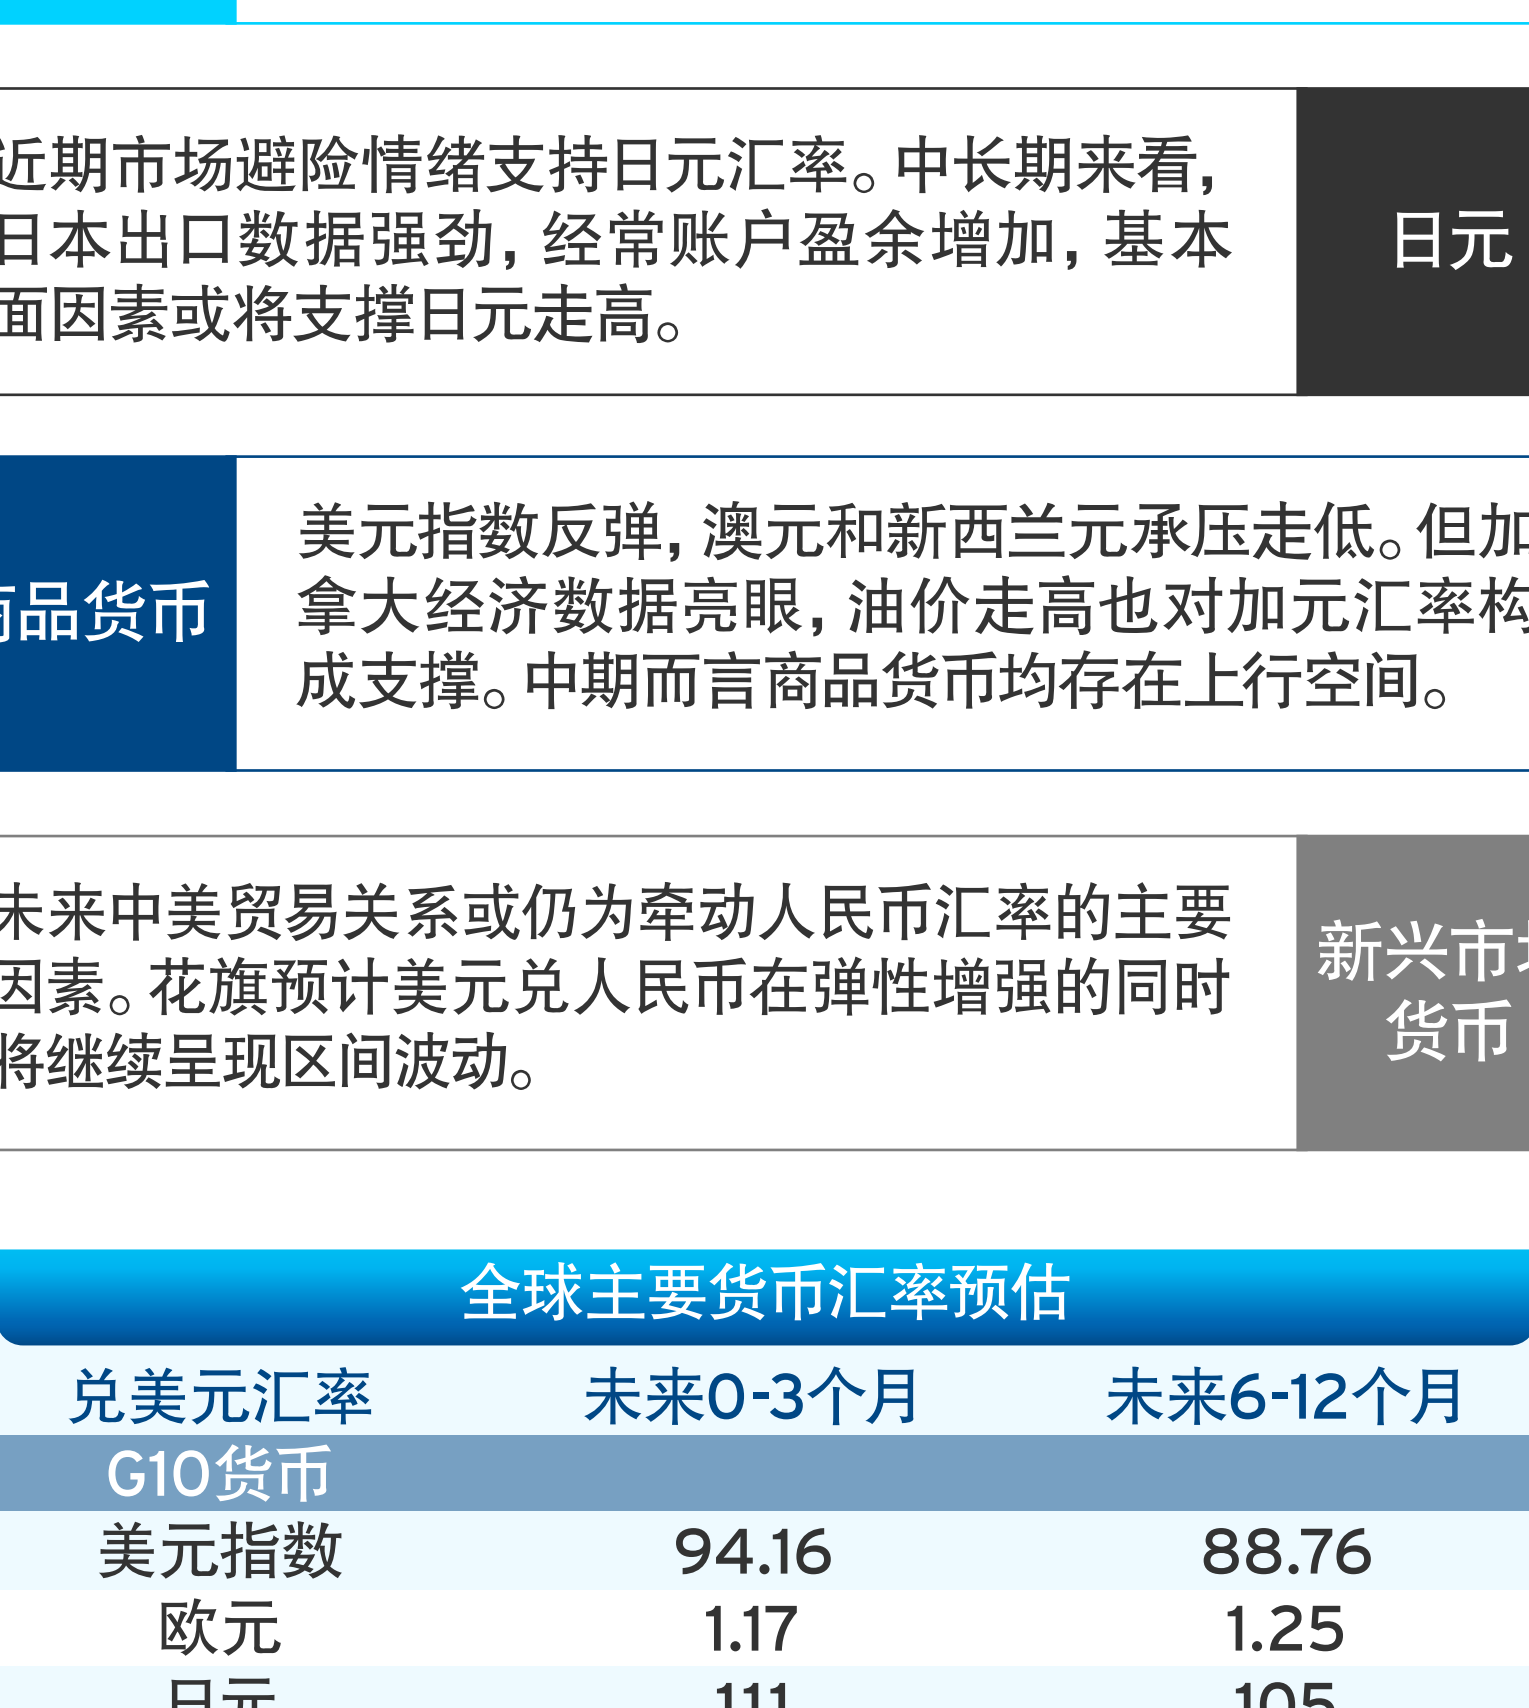 近期市场避险情绪支持日元汇率。中长期来看，
日本出口数据强劲，经常账户盈余增加，基本
面因素或将支撑日元走高。
日元
商品货币
美元指数反弹，澳元和新西兰元承压走低。但加
拿大经济数据亮眼，油价走高也对加元汇率构
成支撑。中期而言商品货币均存在上行空间。
未来中美贸易关系或仍为牵动人民币汇率的主要
因素。花旗预计美元兑人民币在弹性增强的同时
将继续呈现区间波动。
新兴市场
货币
全球主要货币汇率预估
兑美元汇率 未来0-3个月 未来6-12个月
G10货币
美元指数 94.16 88.76
欧元 1.17 1.25
日元 111 105